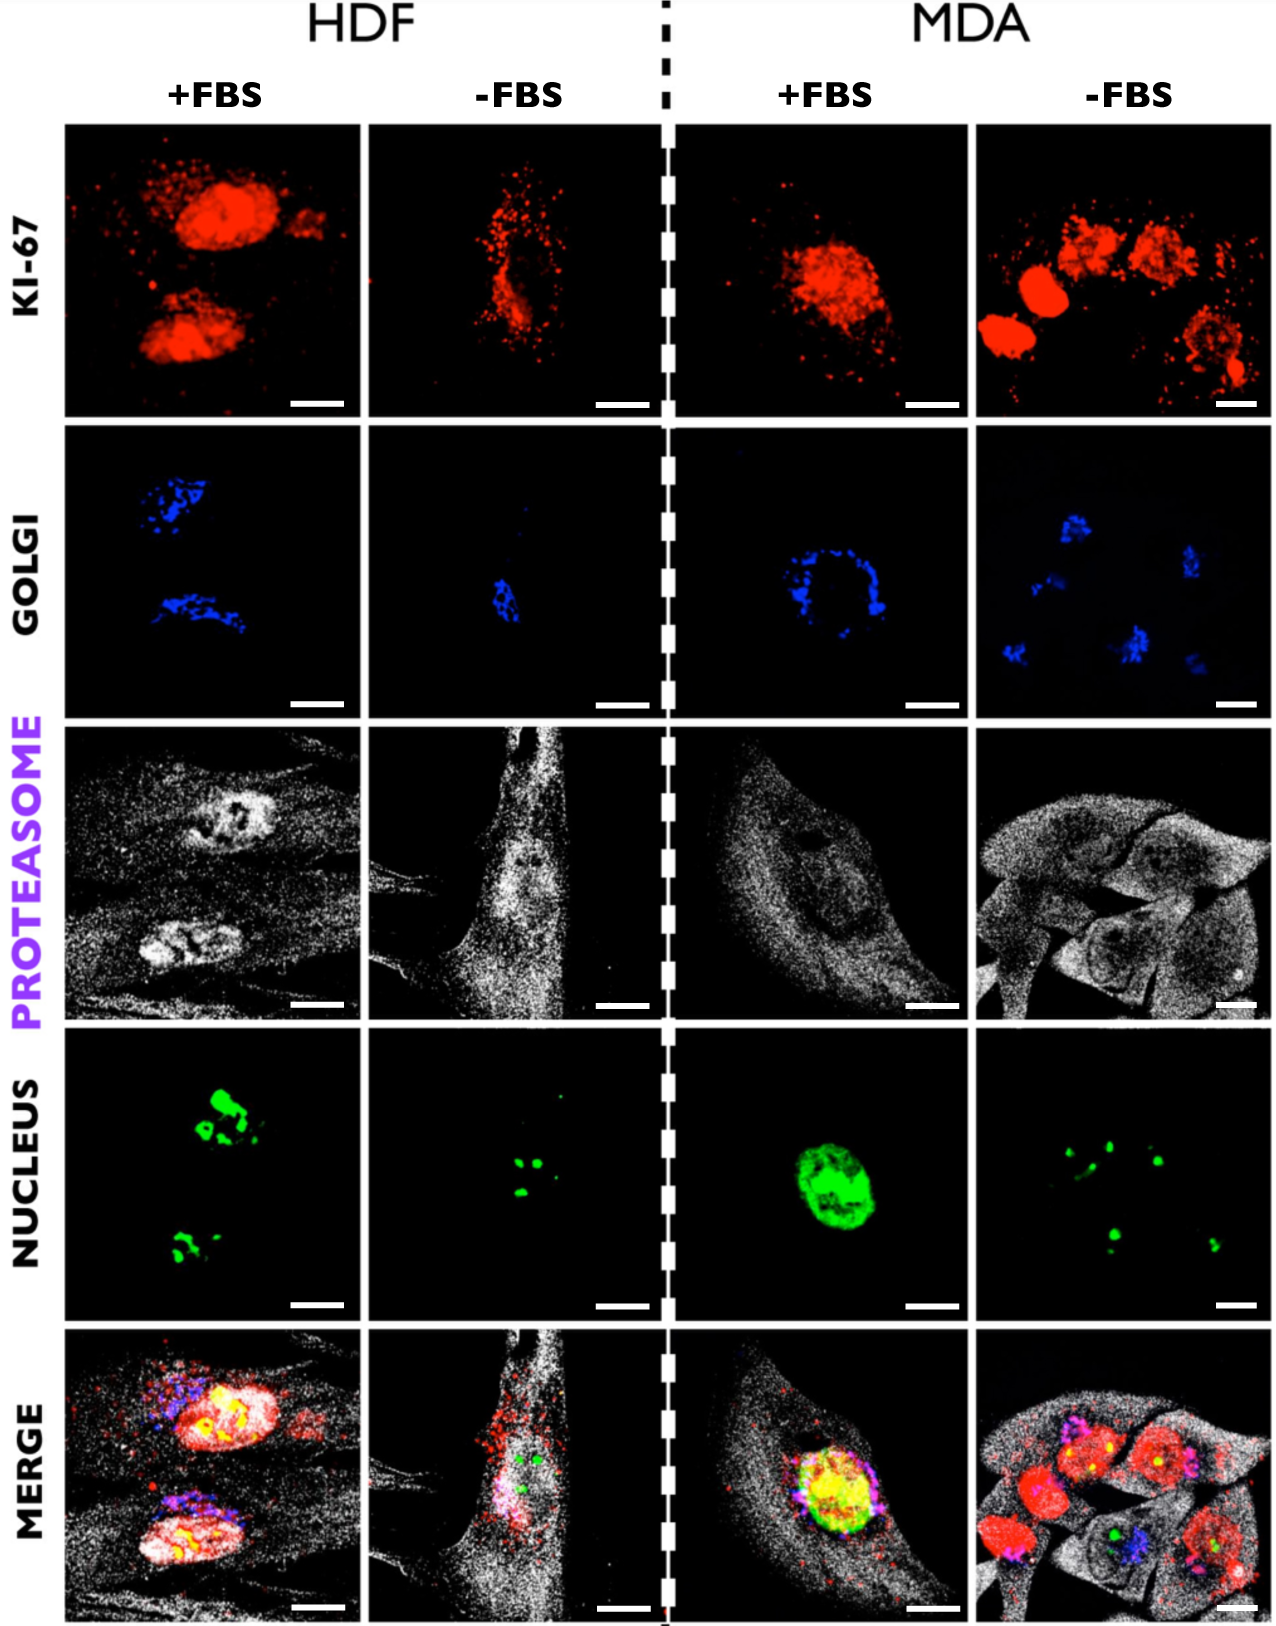 HDF
MDA
+FBS
-FBS
+FBS
-FBS
KI-67
GOLGI
PROTEASOME
NUCLEUS
MERGE